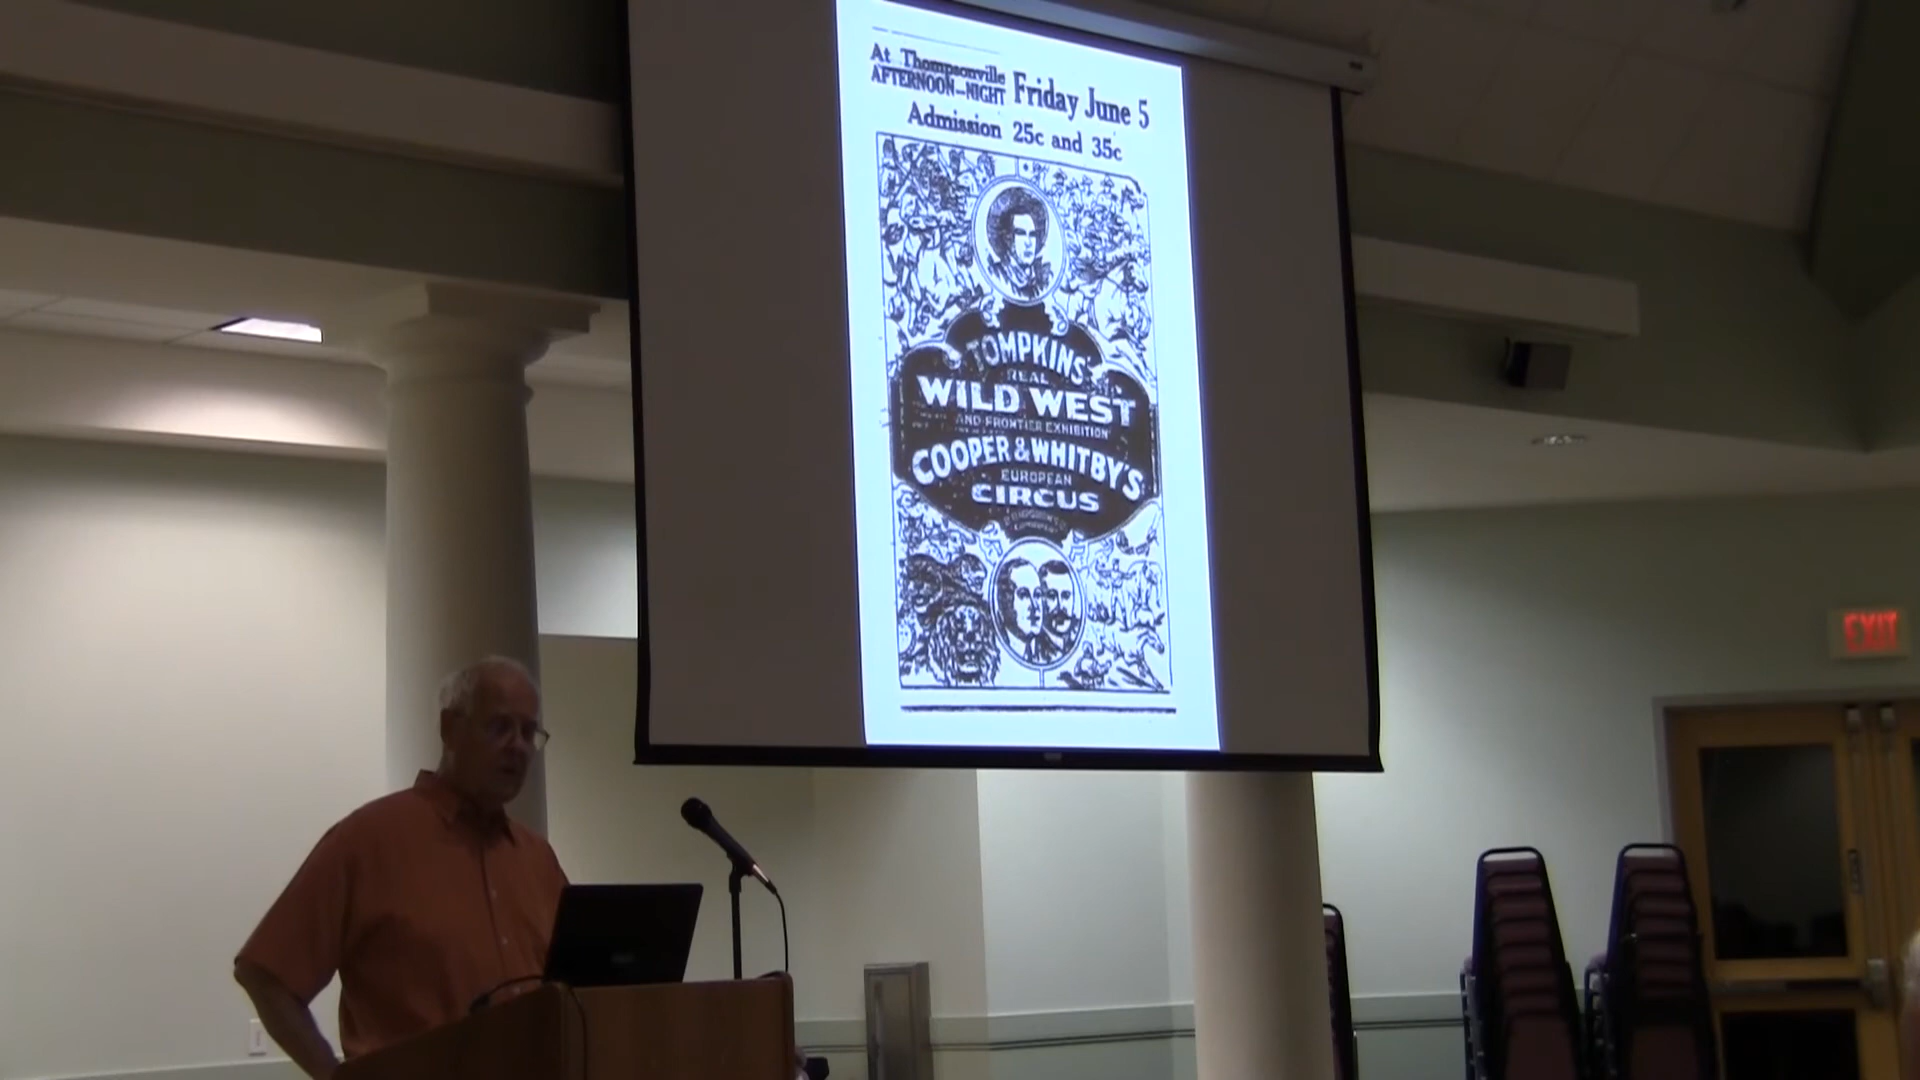 At Thompsonville
AFTERNOON-NIGHT
Friday June 5
Admission 25c and 35c
TOMPKINS'
REAL
WILD WEST
AND FRONTIER EXHIBITION
COOPER & WHITBY'S
EUROPEAN
CIRCUS
EXIT